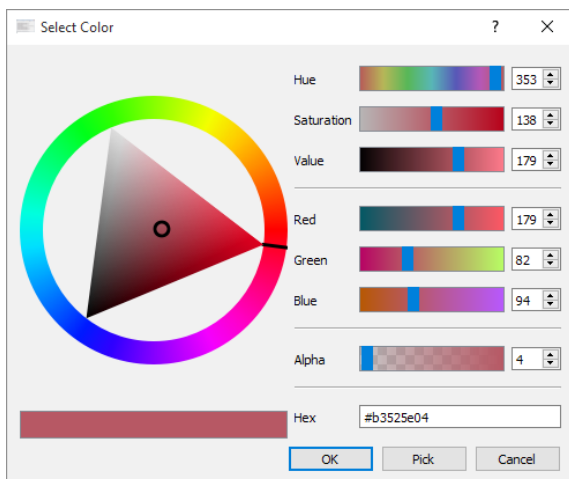 Select Color ?
Hue 353
Saturation 138
Value 179
Red 179
Green 82
Blue 94
Alpha 4
Hex #b3525e04
OK Pick Cancel